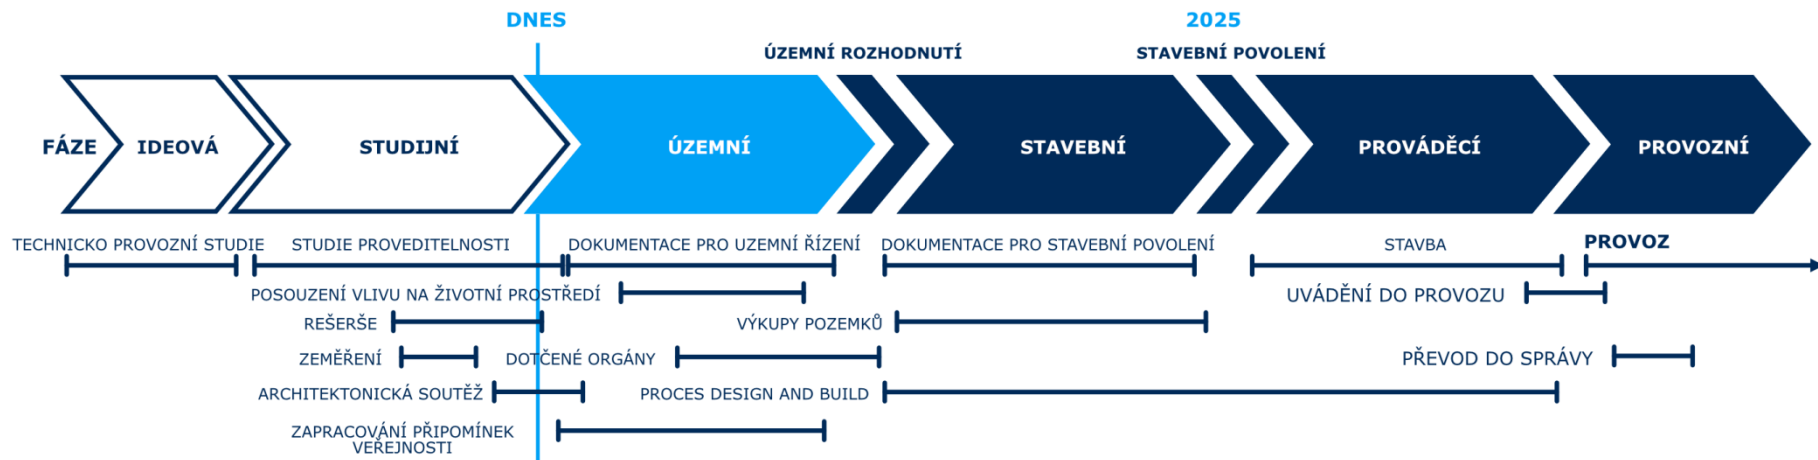 DNES
2025
ÚZEMNÍ ROZHODNUTÍ
STAVEBNÍ POVOLENÍ
FÁZE
IDEOVÁ
STUDIJNÍ
ÚZEMNÍ
STAVEBNÍ
PROVÁDĚCÍ
PROVOZNÍ
TECHNICKO PROVOZNÍ STUDIE
STUDIE PROVEDITELNOSTI
DOKUMENTACE PRO UZEMNÍ ŘÍZENÍ
DOKUMENTACE PRO STAVEBNÍ POVOLENÍ
STAVBA
PROVOZ
POSOUZENÍ VLIVU NA ŽIVOTNÍ PROSTŘEDÍ
UVÁDĚNÍ DO PROVOZU
REŠERŠE
VÝKUPY POZEMKŮ
ZEMĚŘENÍ
DOTČENÉ ORGÁNY
PŘEVOD DO SPRÁVY
ARCHITEKTONICKÁ SOUTĚŽ
PROCES DESIGN AND BUILD
ZAPRACOVÁNÍ PŘIPOMÍNEK
VEŘEJNOSTI